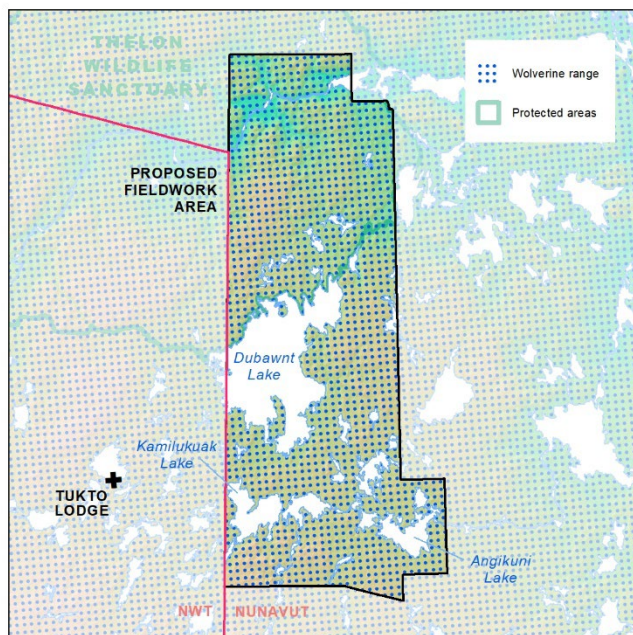 THELON
WILDLIFE
SANCTUARY
Wolverine range
Protected areas
PROPOSED
FIELDWORK
AREA
Dubawnt
Lake
Kamilukuak
Lake
TUKTO
LODGE
Angikuni
Lake
NWT NUNAVUT